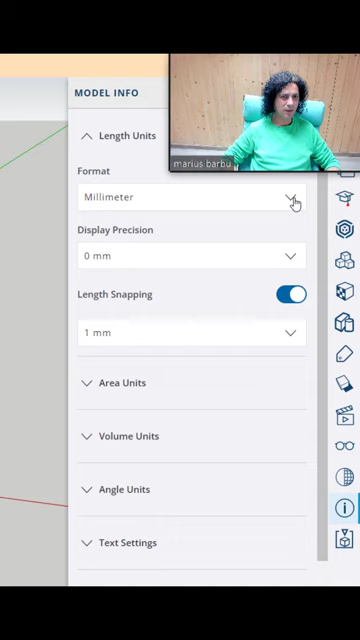 MODEL INFO
Length Units
marius barbu
Format
Millimeter
Display Precision
0 mm
Length Snapping
1 mm
Area Units
Volume Units
Angle Units
Text Settings